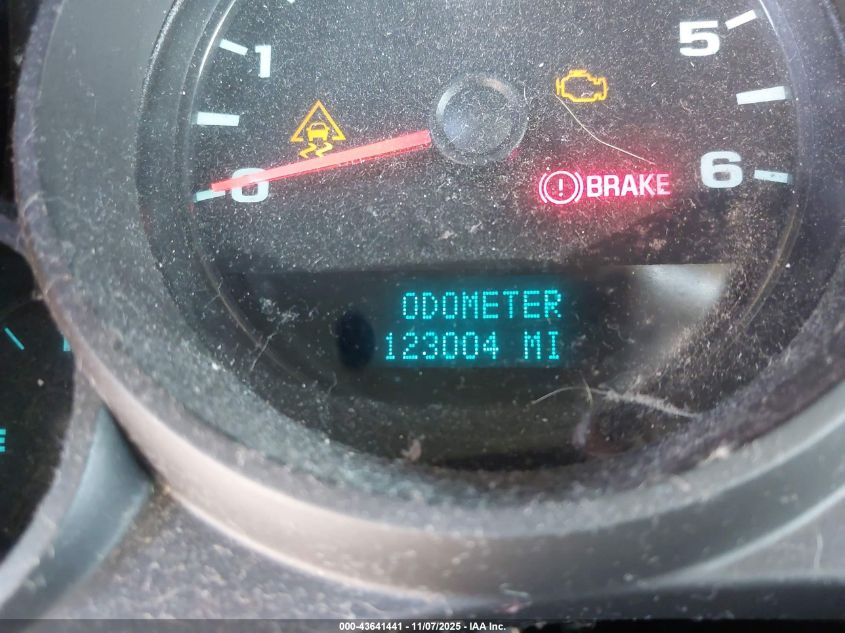 1
5
0
6
BRAKE
ODOMETER
123004 MI
000-43641441 - 11/07/2025 - IAA Inc.